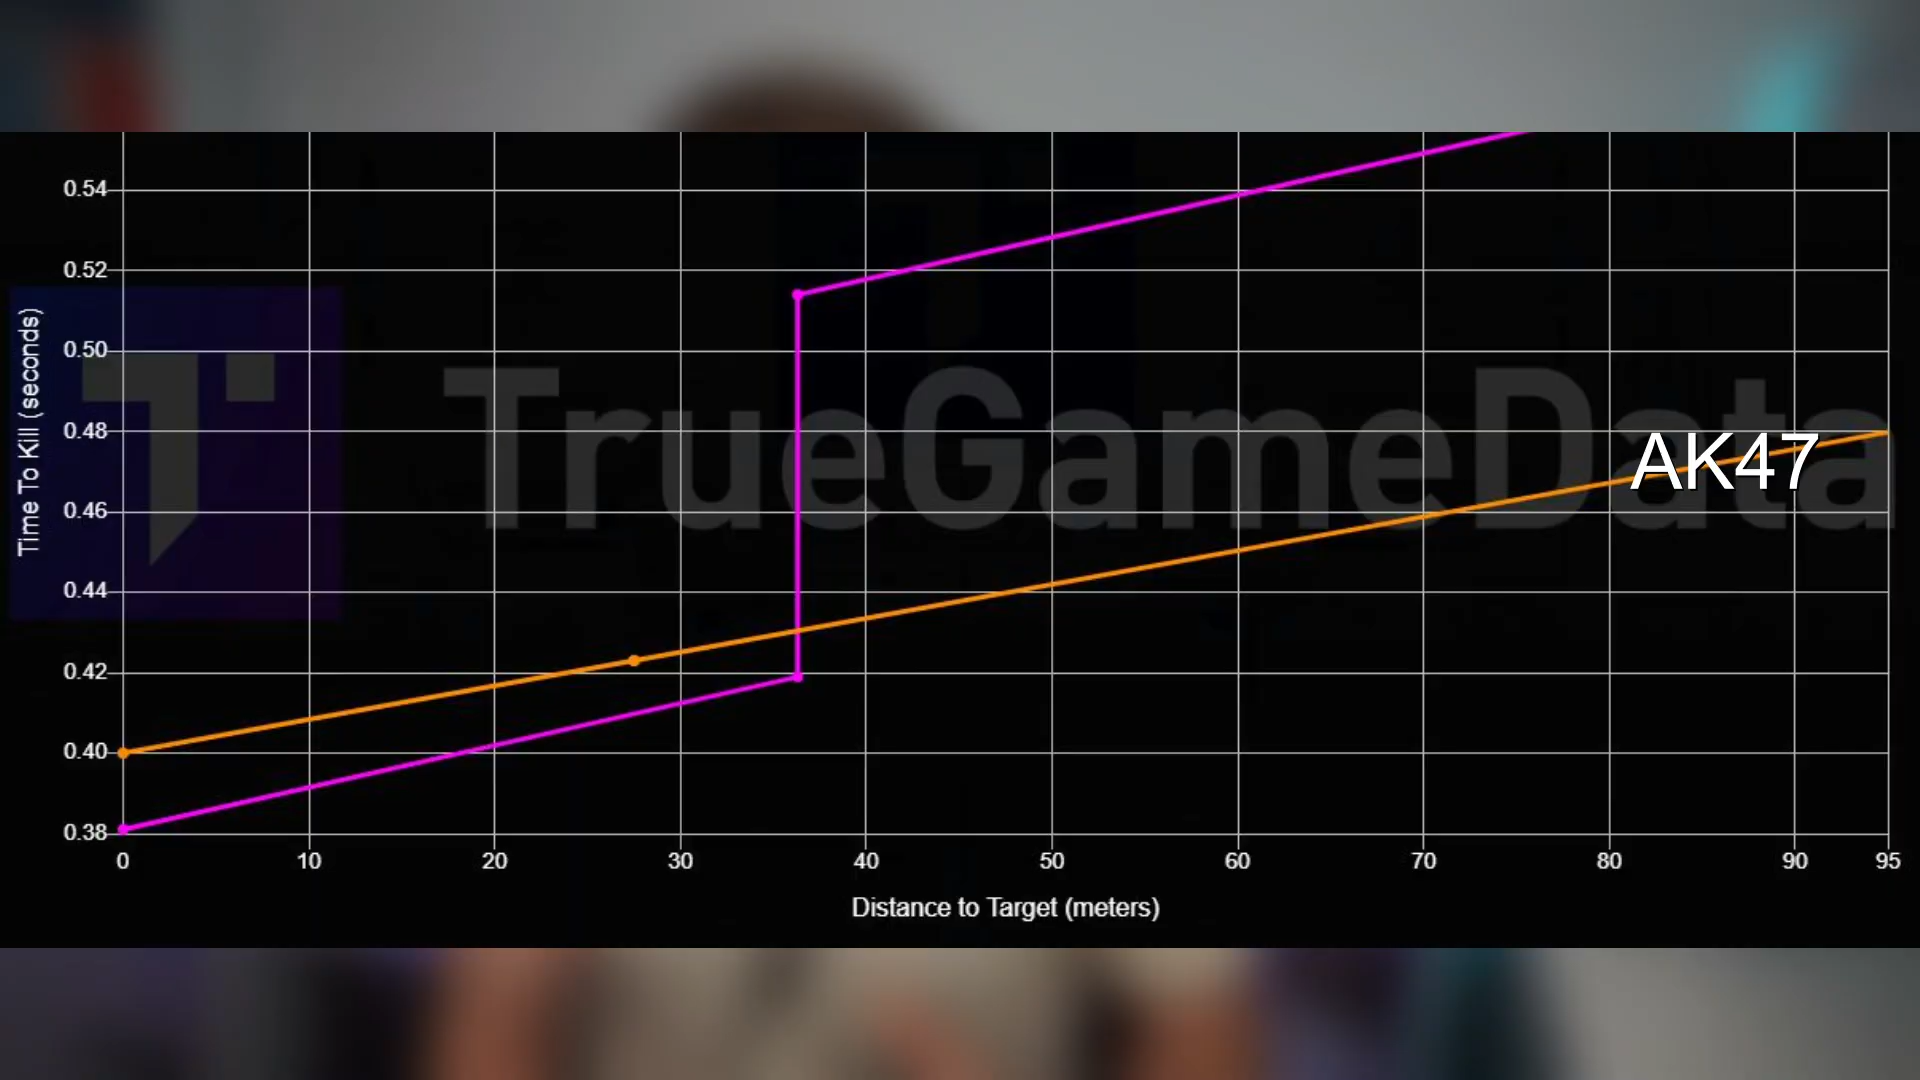 0.54
0.52
0.50
0.48
0.46
0.44
0.42
0.40
0.38
Time To Kill (seconds)
TrueGameData
AK47
0 10 20 30 40 50 60 70 80 90 95
Distance to Target (meters)